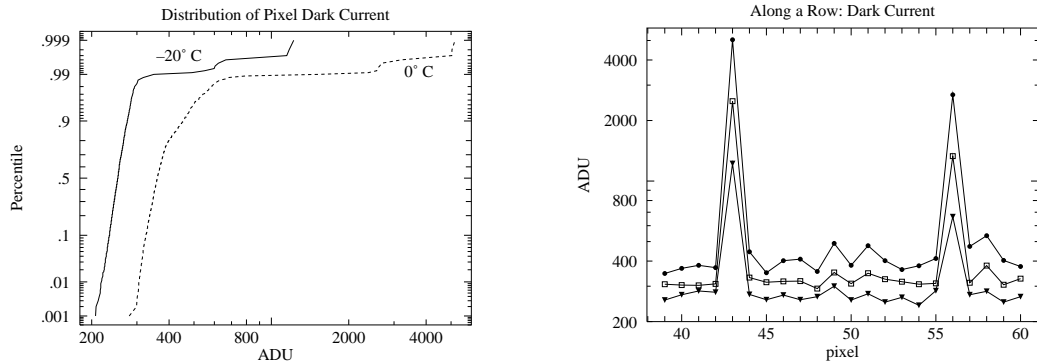 Distribution of Pixel Dark Current
.999
.99
.9
.5
.1
.01
.001
Percentile
−20° C
0° C
200
400
800
2000
4000
ADU
Along a Row: Dark Current
4000
2000
800
400
200
ADU
40
45
50
55
60
pixel